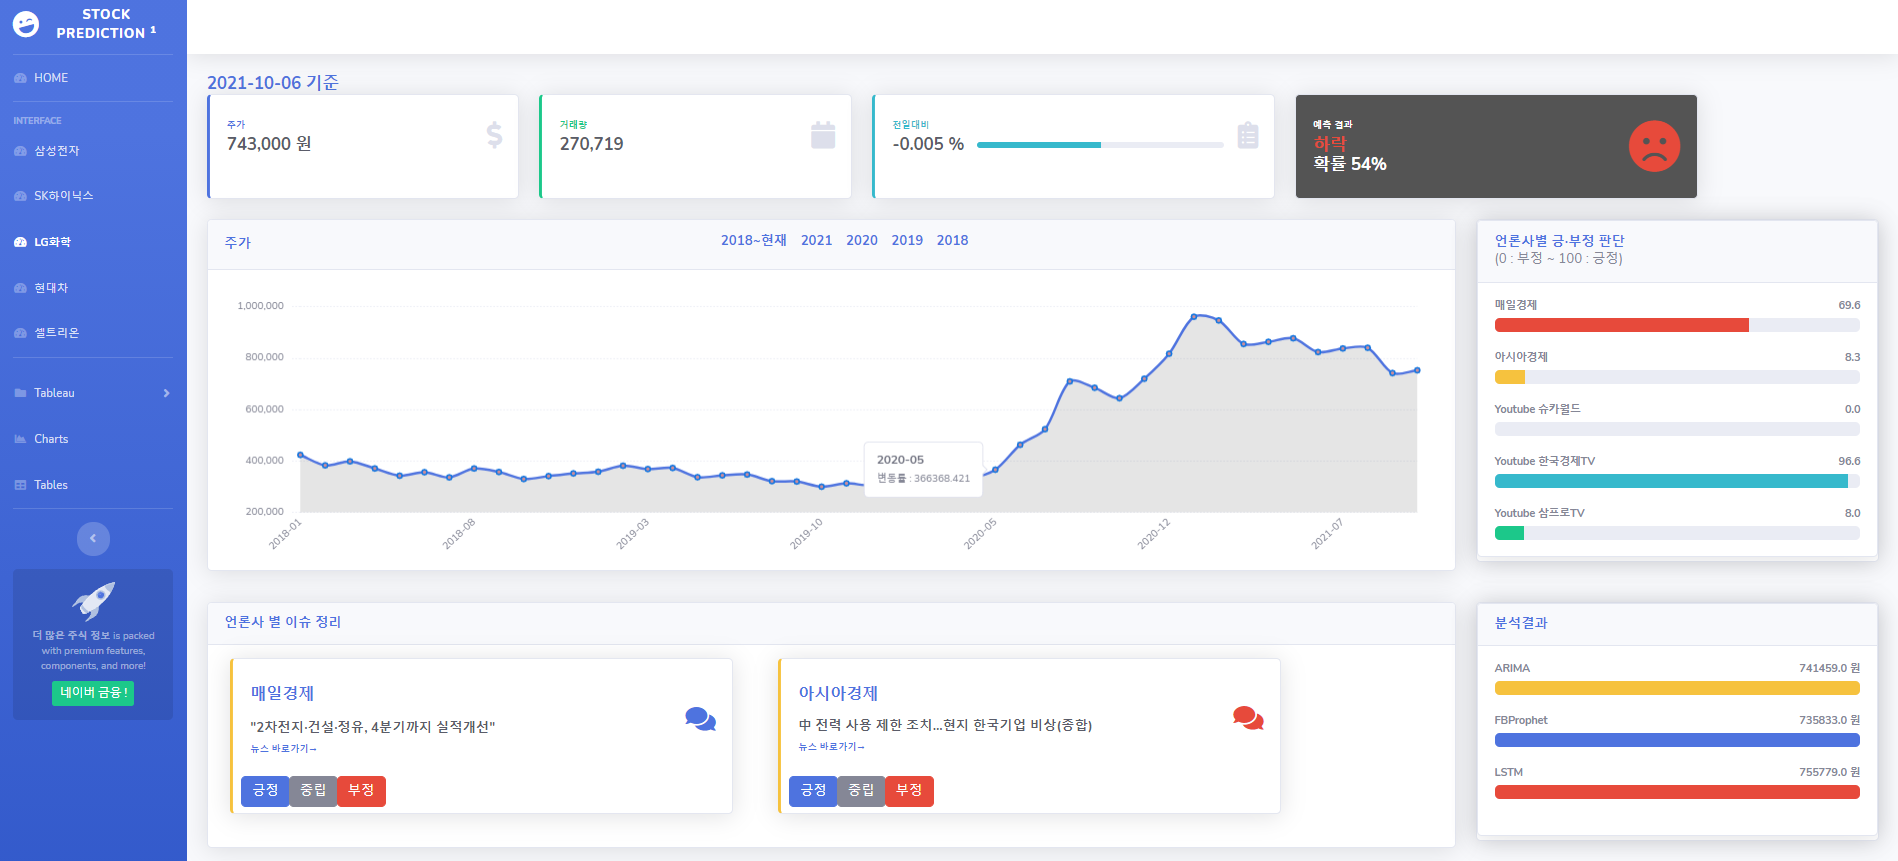 STOCK
PREDICTION 1
HOME
INTERFACE
삼성전자
SK하이닉스
LG화학
현대차
셀트리온
Tableau
Charts
Tables
더 많은 주식 정보 is packed
with premium features,
components, and more!
네이버 금융!
2021-10-06 기준
주가
743,000 원
거래량
270,719
전일대비
-0.005 %
예측 결과
하락
확률 54%
주가
2018~현재 2021 2020 2019 2018
1,000,000
800,000
600,000
400,000
200,000
2020-05
변동률 : 366368.421
2018-01 2018-08 2019-03 2019-10 2020-05 2020-12 2021-07
언론사별 긍·부정 판단
(0 : 부정 ~ 100 : 긍정)
매일경제 69.6
아시아경제 8.3
Youtube 슈카월드 0.0
Youtube 한국경제TV 96.6
Youtube 삼프로TV 8.0
언론사 별 이슈 정리
매일경제
"2차전지·건설·정유, 4분기까지 실적개선"
뉴스 바로가기→
긍정 중립 부정
아시아경제
中 전력 사용 제한 조치…현지 한국기업 비상(종합)
뉴스 바로가기→
긍정 중립 부정
분석결과
ARIMA 741459.0 원
FBProphet 735833.0 원
LSTM 755779.0 원